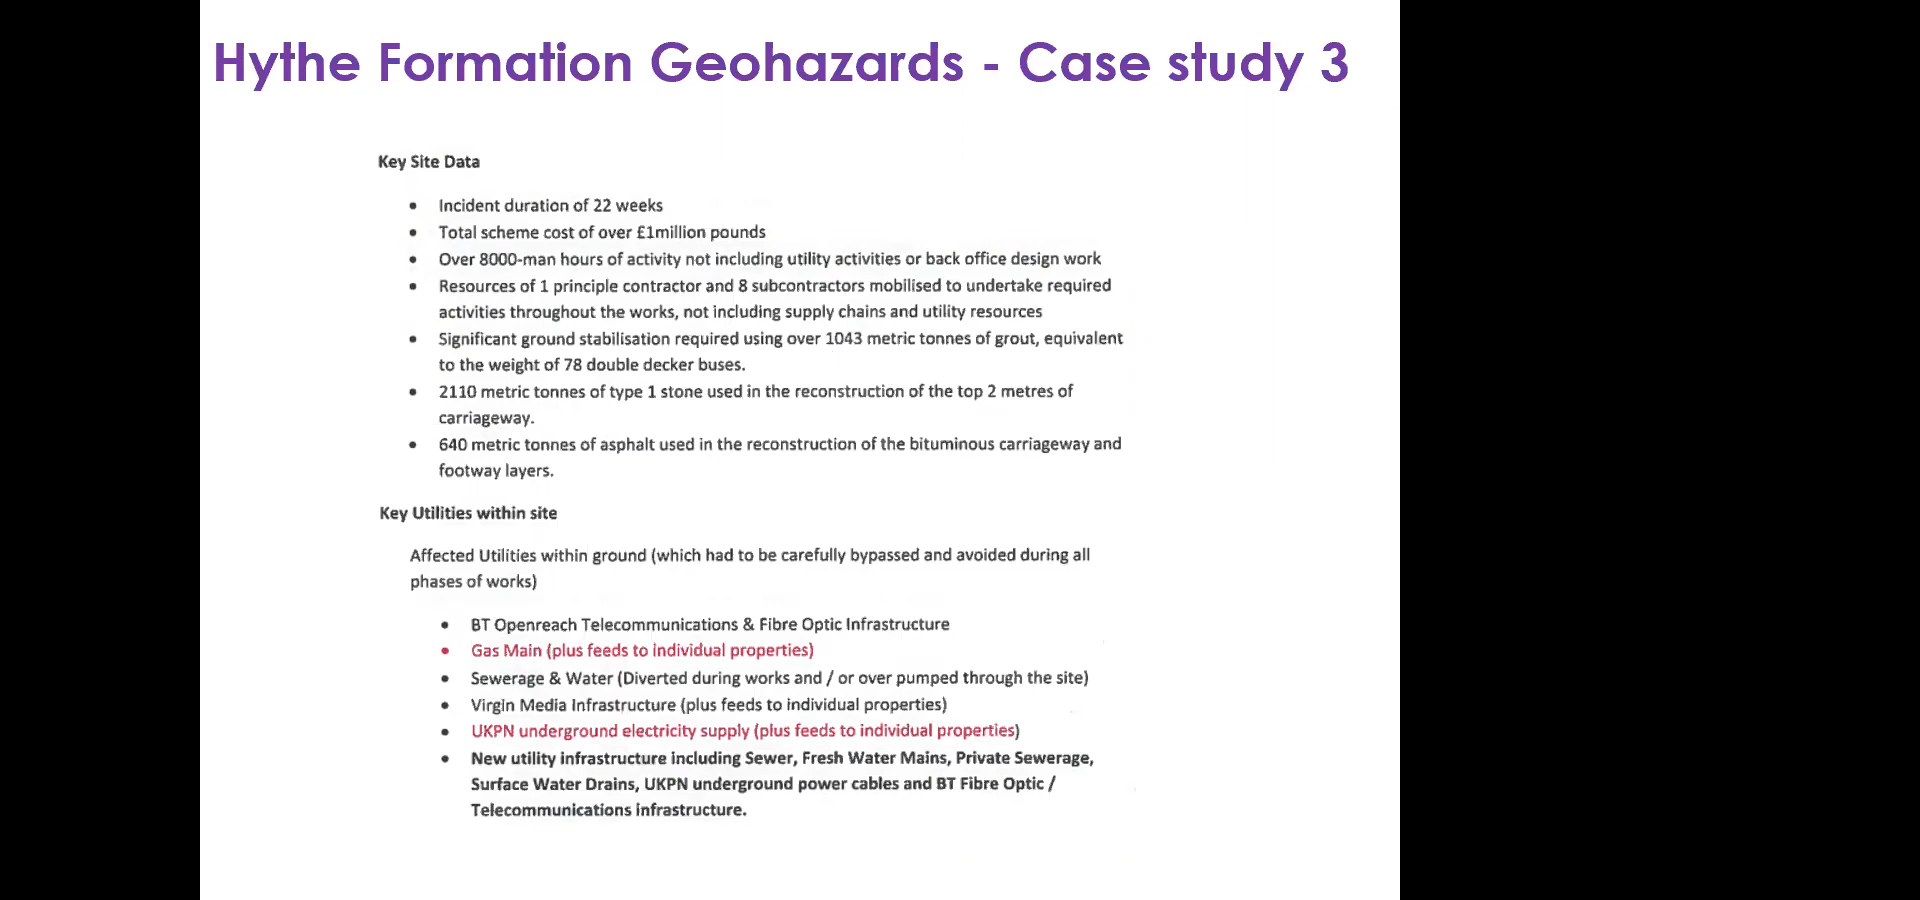 Hythe Formation Geohazards - Case study 3
Key Site Data
• Incident duration of 22 weeks
• Total scheme cost of over £1million pounds
• Over 8000-man hours of activity not including utility activities or back office design work
• Resources of 1 principle contractor and 8 subcontractors mobilised to undertake required
activities throughout the works, not including supply chains and utility resources
• Significant ground stabilisation required using over 1043 metric tonnes of grout, equivalent
to the weight of 78 double decker buses.
• 2110 metric tonnes of type 1 stone used in the reconstruction of the top 2 metres of
carriageway.
• 640 metric tonnes of asphalt used in the reconstruction of the bituminous carriageway and
footway layers.
Key Utilities within site
Affected Utilities within ground (which had to be carefully bypassed and avoided during all
phases of works)
• BT Openreach Telecommunications & Fibre Optic Infrastructure
• Gas Main (plus feeds to individual properties)
• Sewerage & Water (Diverted during works and / or over pumped through the site)
• Virgin Media Infrastructure (plus feeds to individual properties)
• UKPN underground electricity supply (plus feeds to individual properties)
• New utility infrastructure including Sewer, Fresh Water Mains, Private Sewerage,
Surface Water Drains, UKPN underground power cables and BT Fibre Optic /
Telecommunications infrastructure.